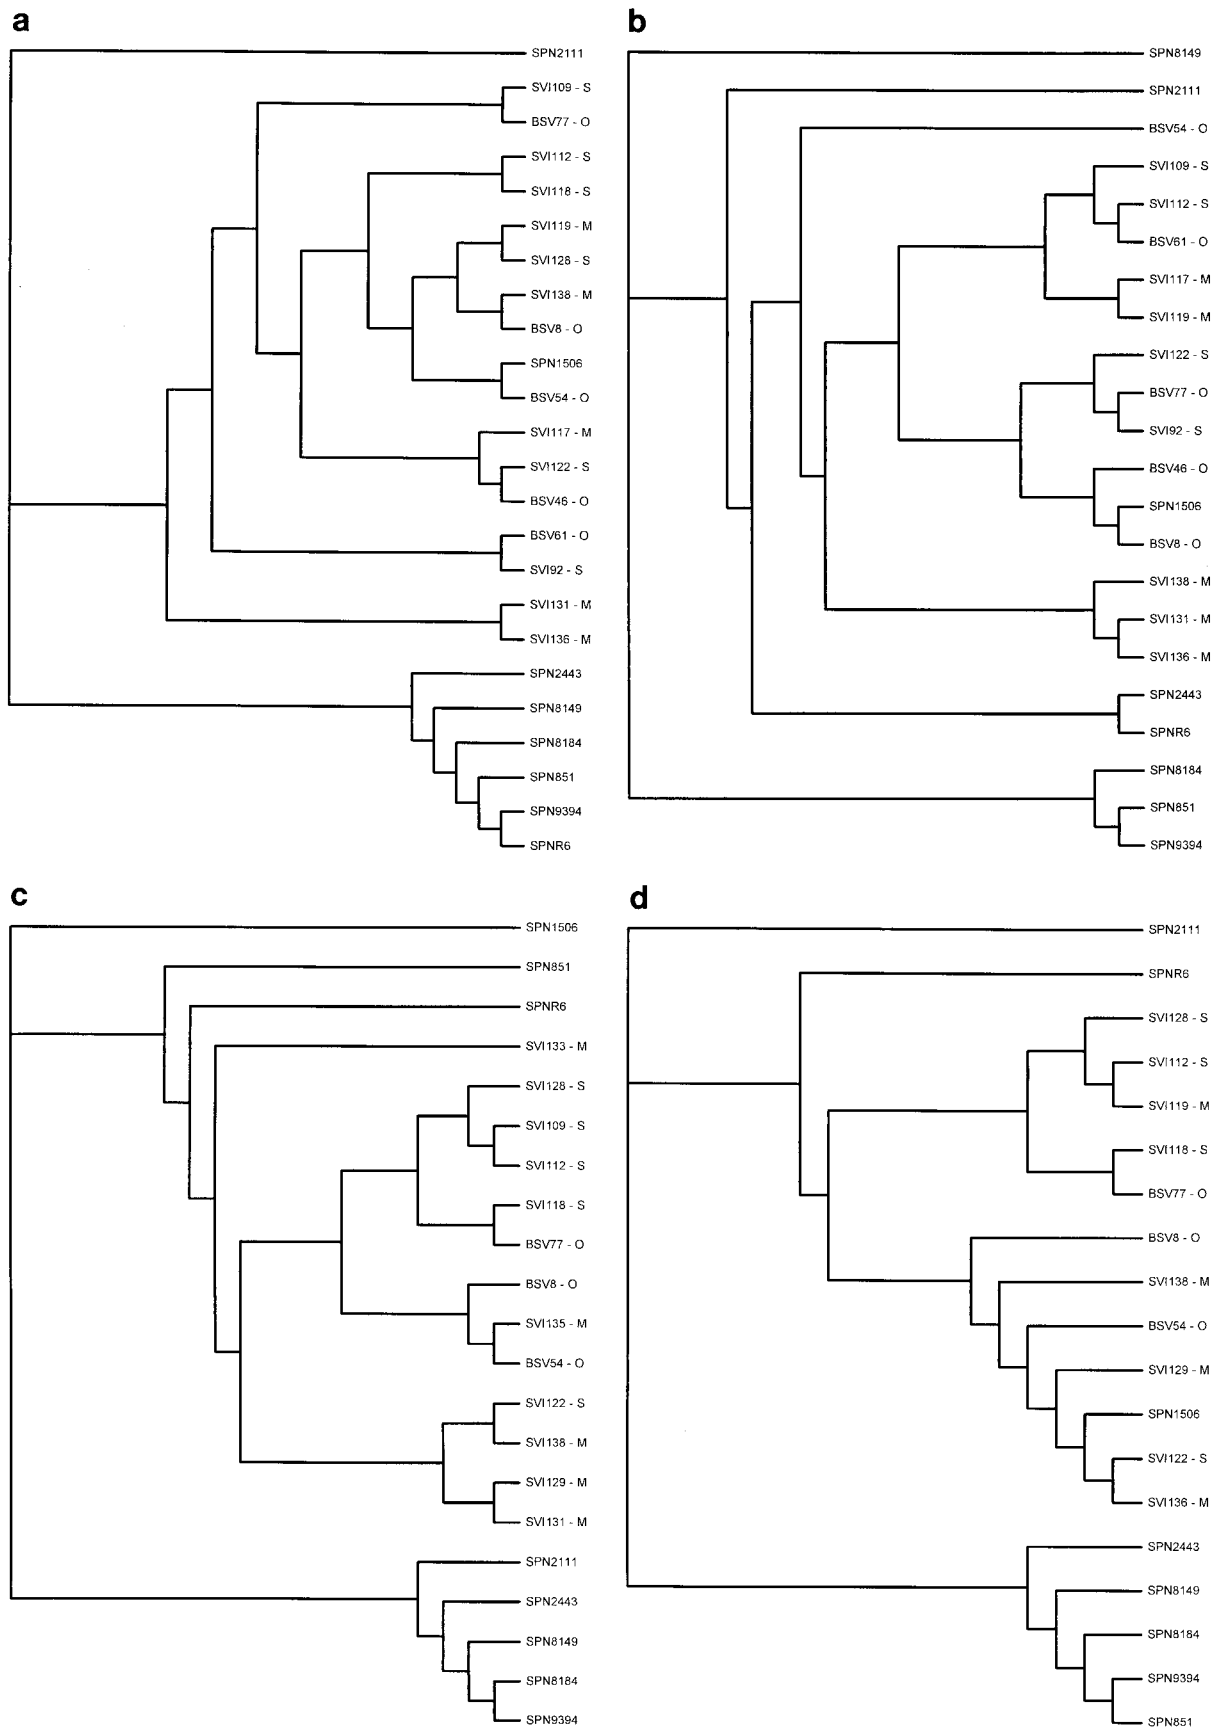 a
SPN2111
SVI109 - S
BSV77 - O
SVI112 - S
SVI118 - S
SVI119 - M
SVI128 - S
SVI138 - M
BSV8 - O
SPN1506
BSV54 - O
SVI117 - M
SVI122 - S
BSV46 - O
BSV61 - O
SVI92 - S
SVI131 - M
SVI136 - M
SPN2443
SPN8149
SPN8184
SPN851
SPN9394
SPNR6
b
SPN8149
SPN2111
BSV54 - O
SVI109 - S
SVI112 - S
BSV61 - O
SVI117 - M
SVI119 - M
SVI122 - S
BSV77 - O
SVI92 - S
BSV46 - O
SPN1506
BSV8 - O
SVI138 - M
SVI131 - M
SVI136 - M
SPN2443
SPNR6
SPN8184
SPN851
SPN9394
c
SPN1506
SPN851
SPNR6
SVI133 - M
SVI128 - S
SVI109 - S
SVI112 - S
SVI118 - S
BSV77 - O
BSV8 - O
SVI135 - M
BSV54 - O
SVI122 - S
SVI138 - M
SVI129 - M
SVI131 - M
SPN2111
SPN2443
SPN8149
SPN8184
SPN9394
d
SPN2111
SPNR6
SVI128 - S
SVI112 - S
SVI119 - M
SVI118 - S
BSV77 - O
BSV8 - O
SVI138 - M
BSV54 - O
SVI129 - M
SPN1506
SVI122 - S
SVI136 - M
SPN2443
SPN8149
SPN8184
SPN9394
SPN851